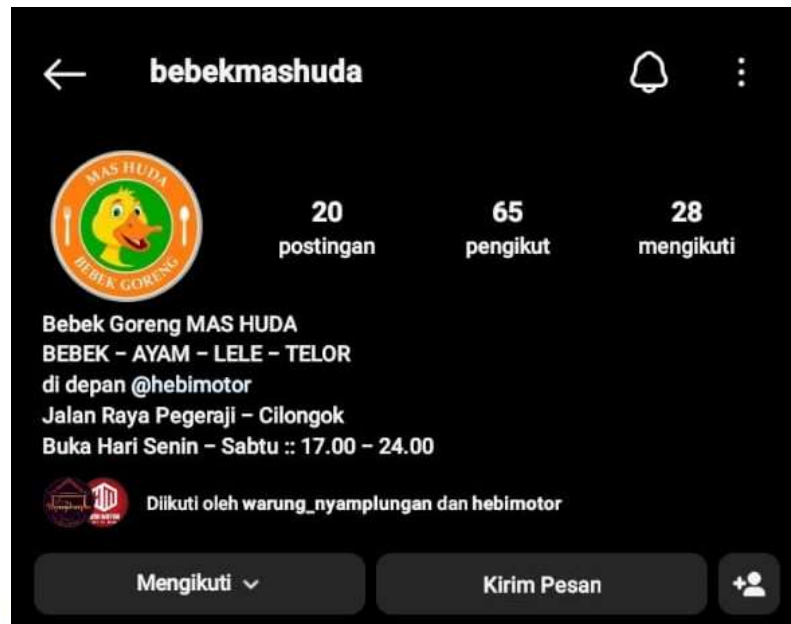 bebekmashuda
MAS HUDA
BEBEK GORENG
20
postingan
65
pengikut
28
mengikuti
Bebek Goreng MAS HUDA
BEBEK – AYAM – LELE – TELOR
di depan @hebimotor
Jalan Raya Pegeraji – Cilongok
Buka Hari Senin – Sabtu :: 17.00 – 24.00
Diikuti oleh warung_nyamplungan dan hebimotor
Mengikuti
Kirim Pesan